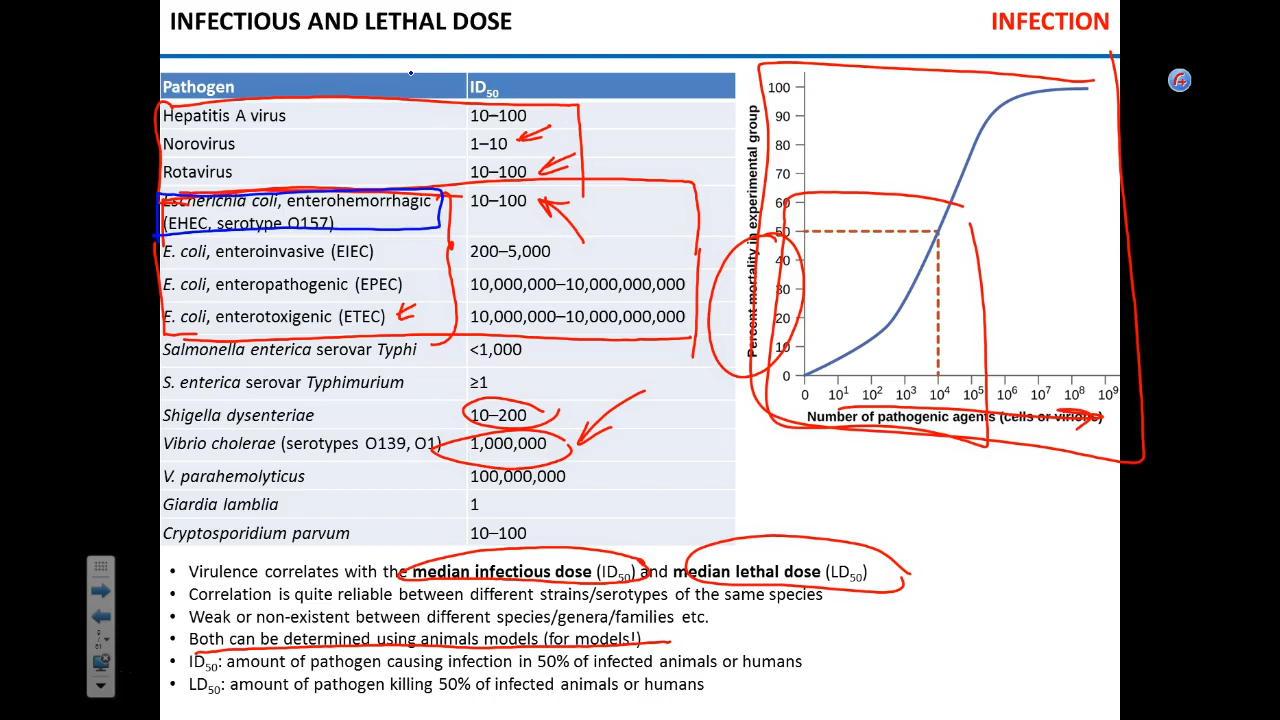 INFECTIOUS AND LETHAL DOSE
INFECTION
Pathogen ID50
Hepatitis A virus 10–100
Norovirus 1–10
Rotavirus 10–100
Escherichia coli, enterohemorrhagic 10–100
(EHEC, serotype O157)
E. coli, enteroinvasive (EIEC) 200–5,000
E. coli, enteropathogenic (EPEC) 10,000,000–10,000,000,000
E. coli, enterotoxigenic (ETEC) 10,000,000–10,000,000,000
Salmonella enterica serovar Typhi <1,000
S. enterica serovar Typhimurium ≥1
Shigella dysenteriae 10–200
Vibrio cholerae (serotypes O139, O1) 1,000,000
V. parahemolyticus 100,000,000
Giardia lamblia 1
Cryptosporidium parvum 10–100
Percent mortality in experimental group
100
90
80
70
60
50
40
30
20
10
0
0 10¹ 10² 10³ 10⁴ 10⁵ 10⁶ 10⁷ 10⁸ 10⁹
Number of pathogenic agents (cells or virions)
• Virulence correlates with the median infectious dose (ID50) and median lethal dose (LD50)
• Correlation is quite reliable between different strains/serotypes of the same species
• Weak or non-existent between different species/genera/families etc.
• Both can be determined using animals models (for models!)
• ID50: amount of pathogen causing infection in 50% of infected animals or humans
• LD50: amount of pathogen killing 50% of infected animals or humans